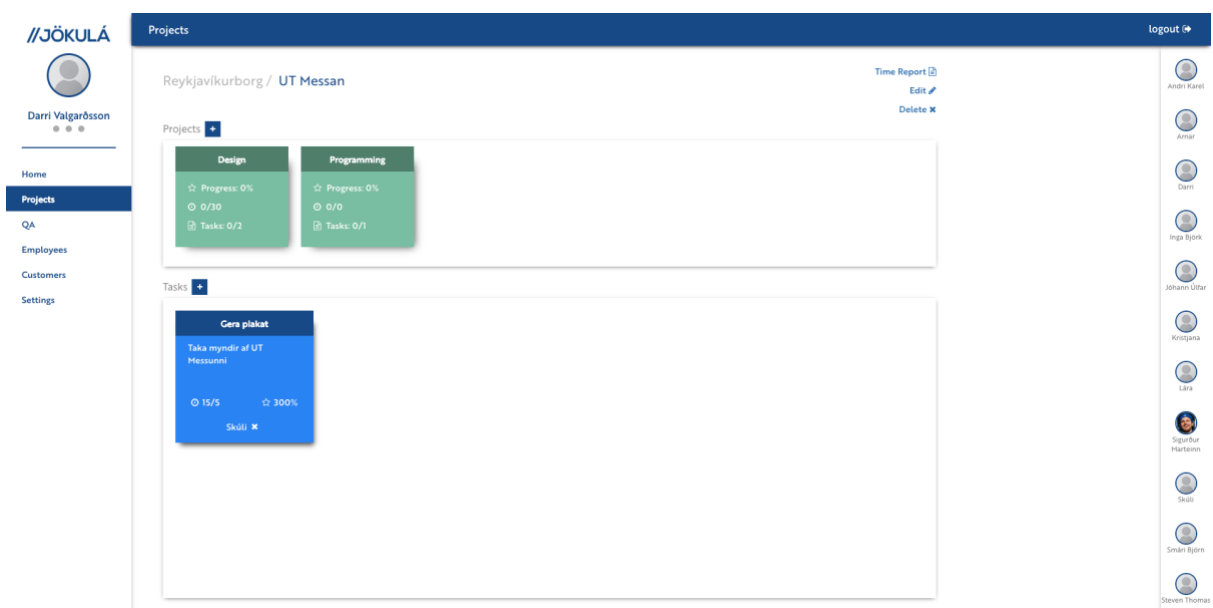 //JÖKULÁ
Projects
logout
Darri Valgarðsson
Home
Projects
QA
Employees
Customers
Settings
Reykjavíkurborg / UT Messan
Time Report
Edit
Delete
Projects +
Design
Progress: 0%
0/30
Tasks: 0/2
Programming
Progress: 0%
0/0
Tasks: 0/1
Tasks +
Gera plakat
Taka myndir af UT
Messunni
15/5
300%
Skúli
Andri Karel
Arnar
Darri
Inga Björk
Jóhann Úlfar
Kristjana
Lára
Sigurður
Marteinn
Skúli
Smári Björn
Steven Thomas